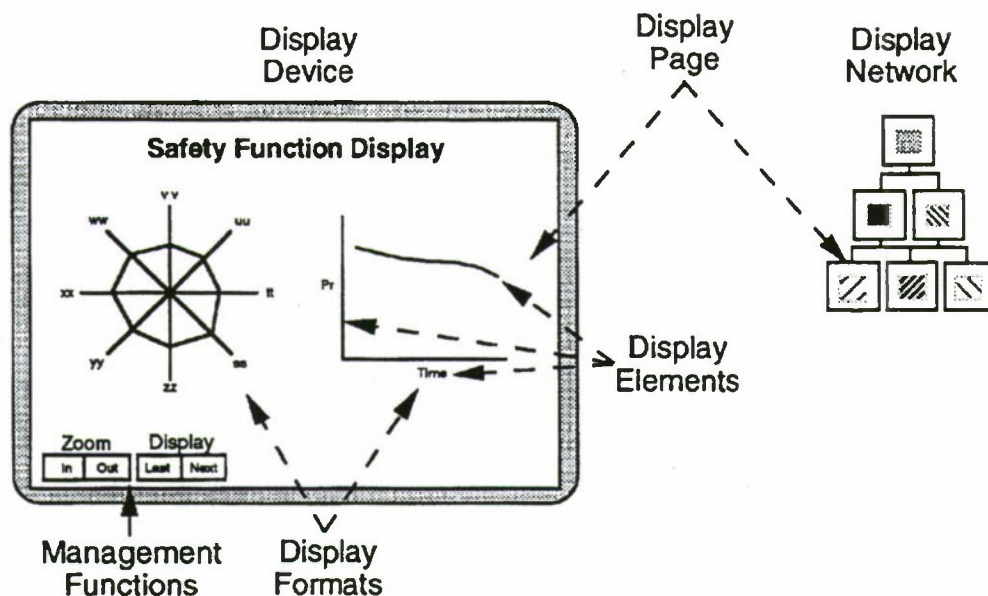 Display
Device
Display
Page
Display
Network
Safety Function Display
vv
ww
uu
xx
tt
yy
ss
zz
Pr
Time
Display
Elements
Zoom
Display
In
Out
Last
Next
Management
Functions
Display
Formats